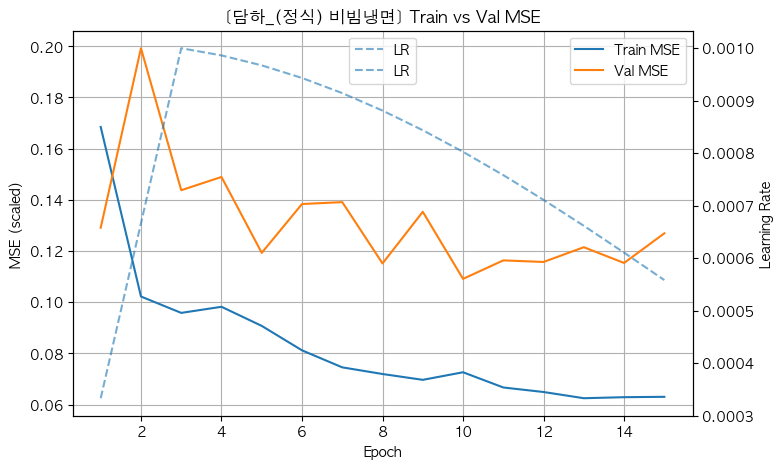 [담하_(정식) 비빔냉면] Train vs Val MSE
LR
LR
Train MSE
Val MSE
MSE (scaled)
0.20
0.18
0.16
0.14
0.12
0.10
0.08
0.06
0.0010
0.0009
0.0008
0.0007
0.0006
0.0005
0.0004
0.0003
Learning Rate
2 4 6 8 10 12 14
Epoch